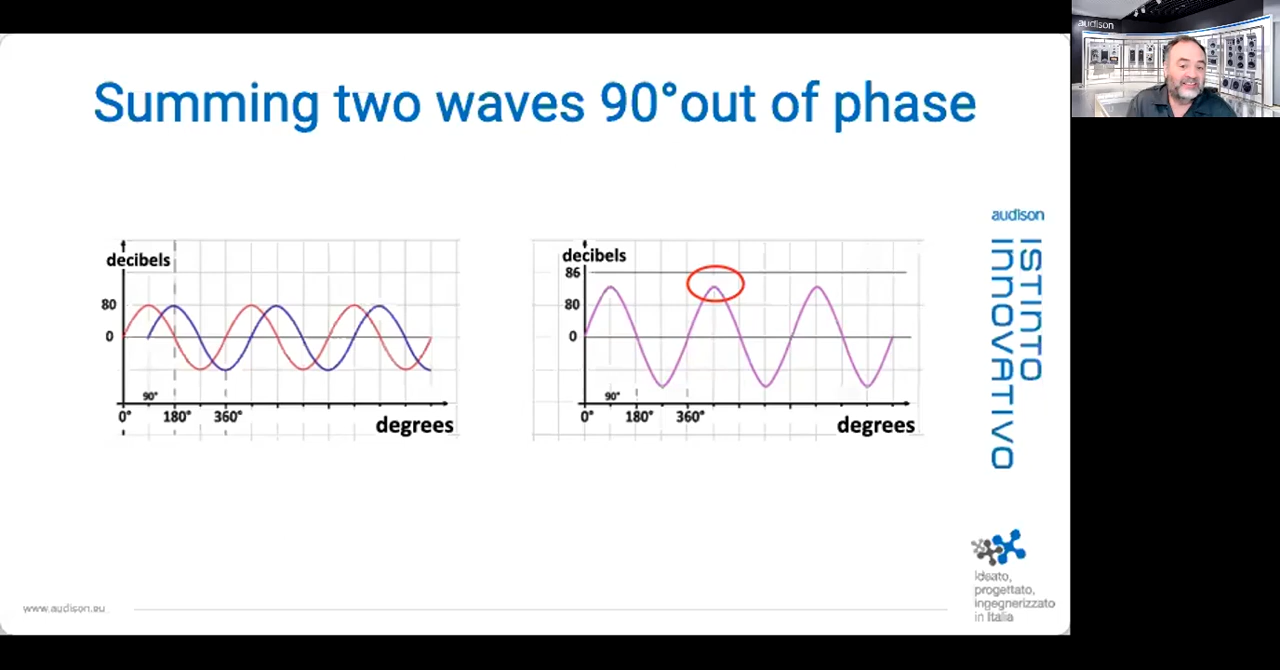 audison
Summing two waves 90°out of phase
decibels
80
0
90°
0°
180°
360°
degrees
decibels
86
80
0
90°
0°
180°
360°
degrees
audison
ISTINTO
INNOVATIVO
Ideato,
progettato,
ingegnerizzato
in Italia
www.audison.eu